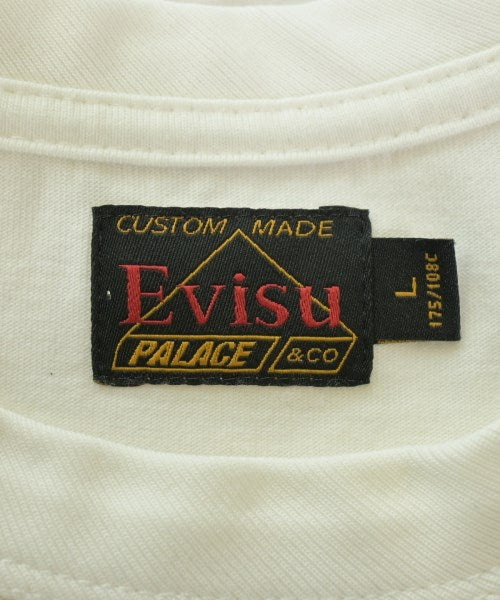 CUSTOM MADE
Evisu
PALACE &CO
L
175/108C